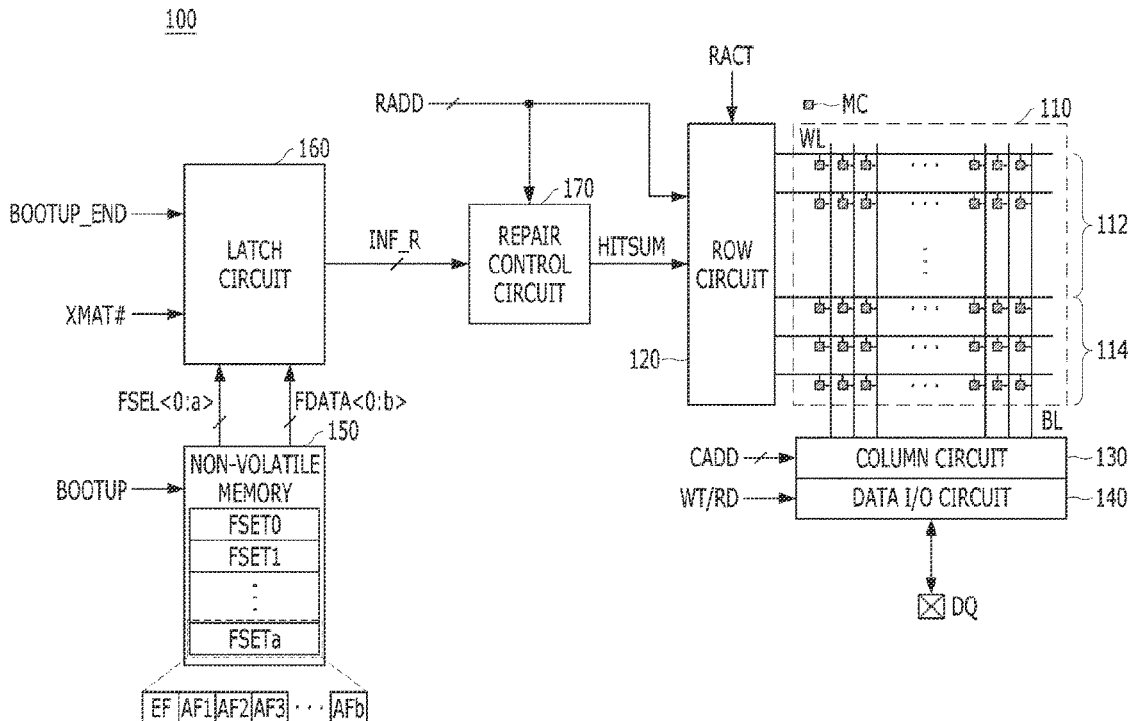 100
RACT
RADD
MC
110
WL
160
170
BOOTUP_END
LATCH
CIRCUIT
INF_R
REPAIR
CONTROL
CIRCUIT
HITSUM
ROW
CIRCUIT
112
XMAT#
120
114
FSEL<0:a>
FDATA<0:b>
150
BL
NON-VOLATILE
MEMORY
BOOTUP
CADD
COLUMN CIRCUIT
130
WT/RD
DATA I/O CIRCUIT
140
FSET0
FSET1
FSETa
DQ
EF AF1 AF2 AF3 ··· AFb